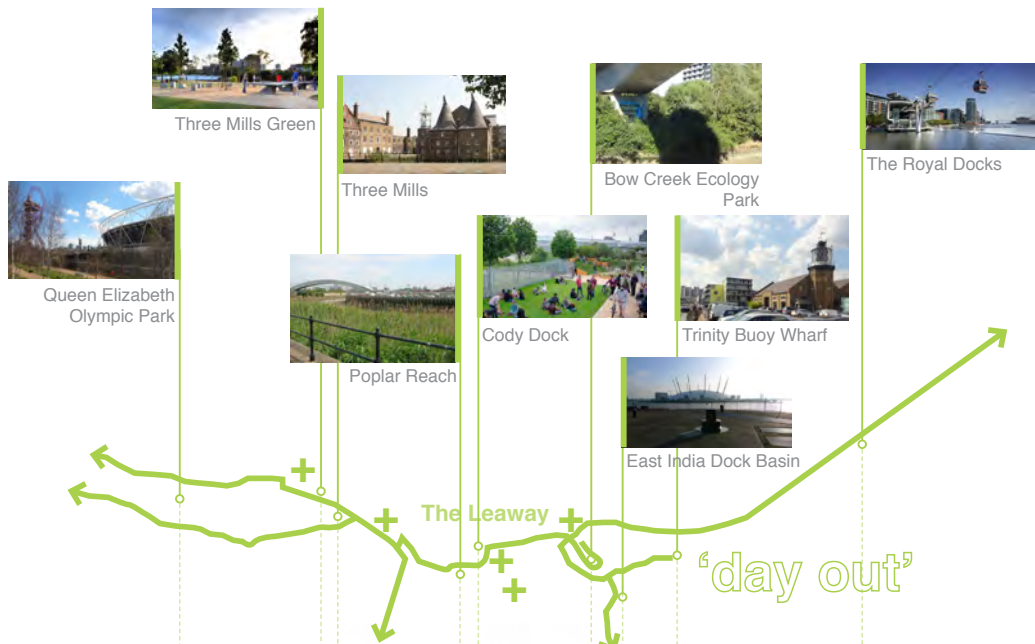 Three Mills Green
Three Mills
Bow Creek Ecology
Park
The Royal Docks
Queen Elizabeth
Olympic Park
Poplar Reach
Cody Dock
Trinity Buoy Wharf
East India Dock Basin
The Leaway
‘day out’